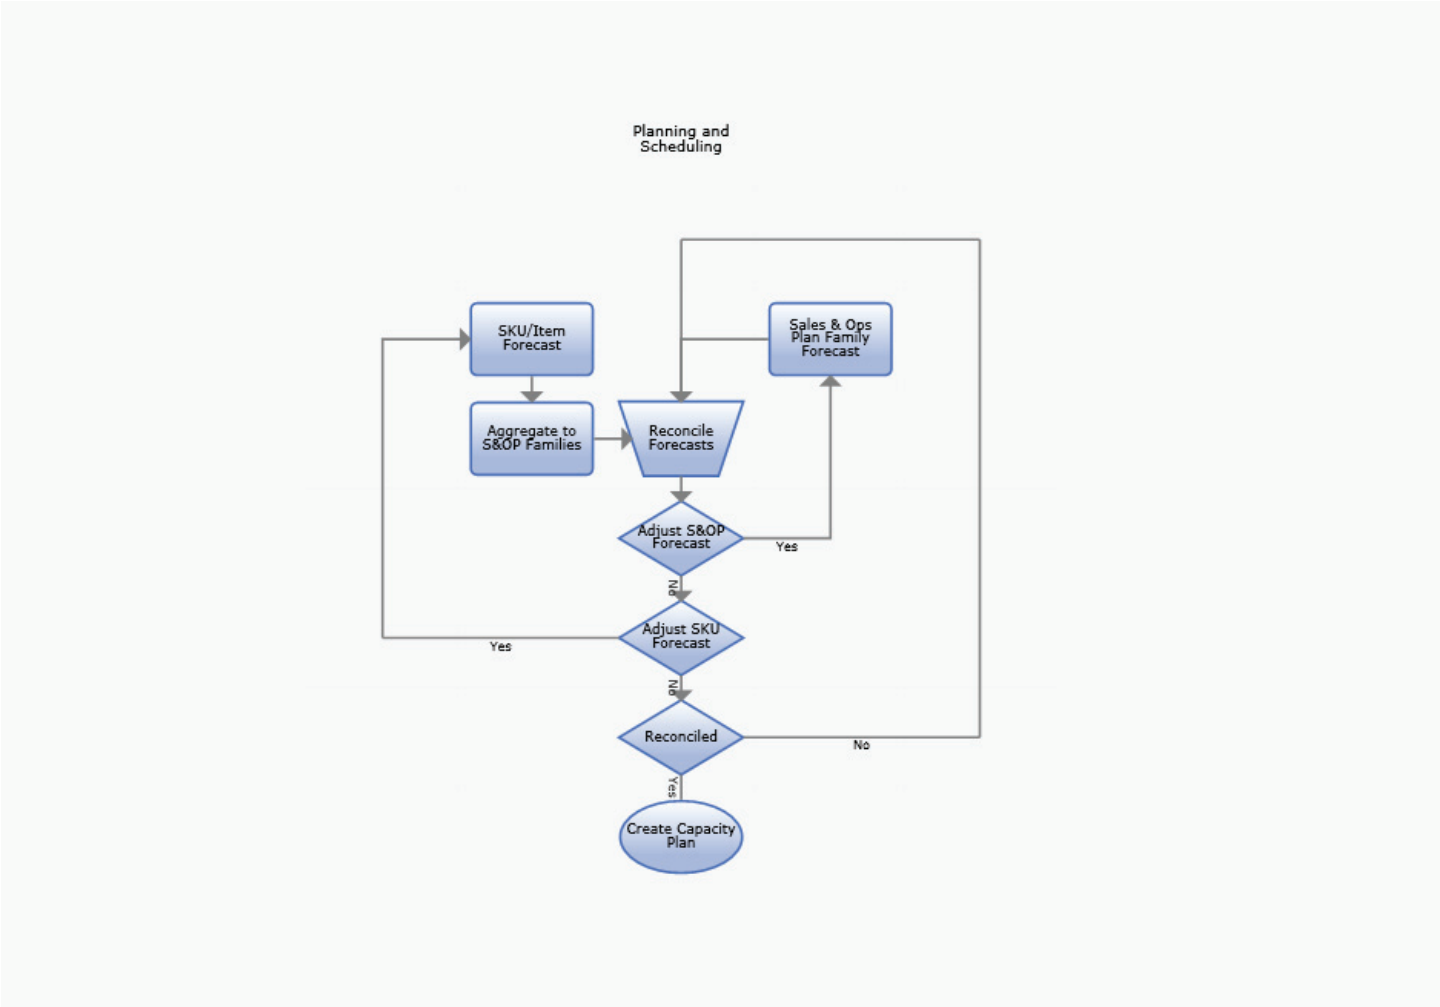 Planning and
Scheduling
SKU/Item
Forecast
Sales & Ops
Plan Family
Forecast
Aggregate to
S&OP Families
Reconcile
Forecasts
Adjust S&OP
Forecast
Yes
No
Adjust SKU
Forecast
Yes
No
Reconciled
No
Yes
Create Capacity
Plan